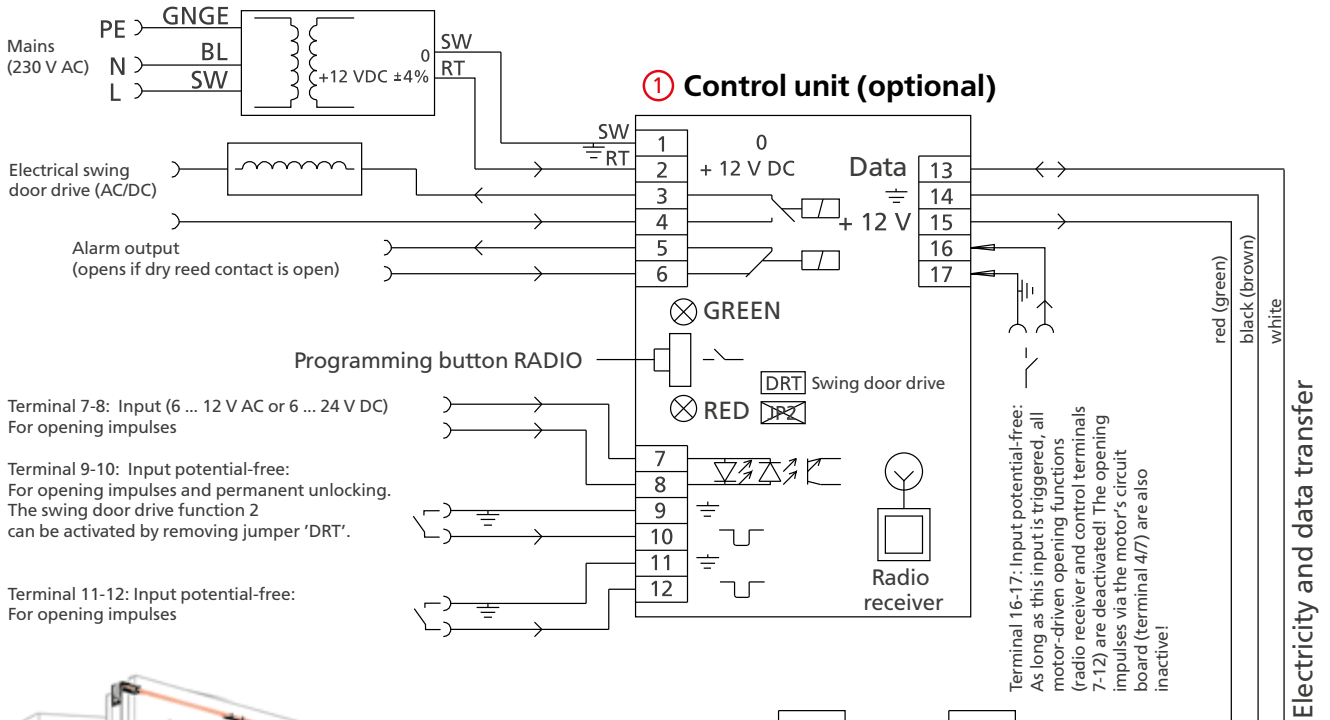 Mains
(230 V AC)
PE
N
L
GNGE
BL
SW
0
+12 VDC ±4%
SW
RT
1 Control unit (optional)
SW
RT
Electrical swing
door drive (AC/DC)
Alarm output
(opens if dry reed contact is open)
1
2
3
4
5
6
0
+ 12 V DC
Data
+ 12 V
13
14
15
16
17
GREEN
Programming button RADIO
DRT Swing door drive
RED
JP2
Terminal 7-8: Input (6 ... 12 V AC or 6 ... 24 V DC)
For opening impulses
Terminal 9-10: Input potential-free:
For opening impulses and permanent unlocking.
The swing door drive function 2
can be activated by removing jumper ’DRT’.
Terminal 11-12: Input potential-free:
For opening impulses
7
8
9
10
11
12
Radio
receiver
Terminal 16-17: Input potential-free:
As long as this input is triggered, all
motor-driven opening functions
(radio receiver and control terminals
7-12) are deactivated! The opening
impulses via the motor’s circuit
board (terminal 4/7) are also
inactive!
red (green)
black (brown)
white
Electricity and data transfer